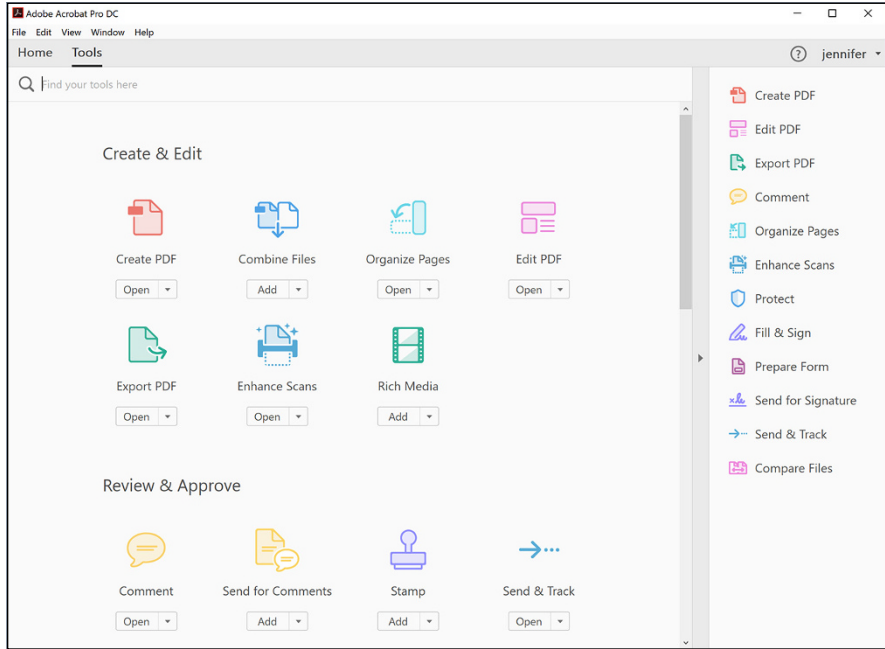 Adobe Acrobat Pro DC
File Edit View Window Help
Home Tools
jennifer
Find your tools here
Create & Edit
Create PDF Combine Files Organize Pages Edit PDF
Open Add Open Open
Export PDF Enhance Scans Rich Media
Open Open Add
Review & Approve
Comment Send for Comments Stamp Send & Track
Open Add Add Open
Create PDF
Edit PDF
Export PDF
Comment
Organize Pages
Enhance Scans
Protect
Fill & Sign
Prepare Form
Send for Signature
Send & Track
Compare Files